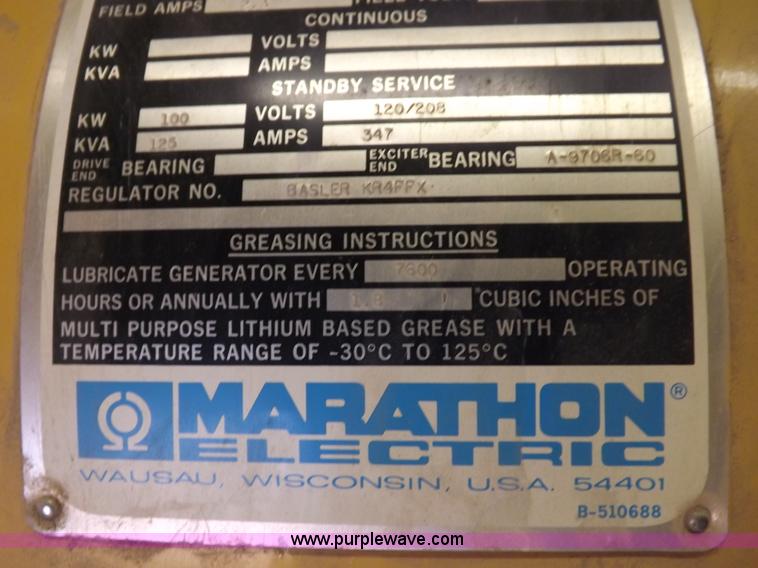 FIELD AMPS
CONTINUOUS
KW VOLTS
KVA AMPS
STANDBY SERVICE
KW 100 VOLTS 120/208
KVA 125 AMPS 347
DRIVE END BEARING EXCITER END BEARING A-9706R-60
REGULATOR NO. BASLER KR4FFX
GREASING INSTRUCTIONS
LUBRICATE GENERATOR EVERY OPERATING
HOURS OR ANNUALLY WITH 1.8 CUBIC INCHES OF
MULTI PURPOSE LITHIUM BASED GREASE WITH A
TEMPERATURE RANGE OF -30°C TO 125°C
MARATHON®
ELECTRIC
WAUSAU, WISCONSIN, U.S.A. 54401
B-510688
www.purplewave.com